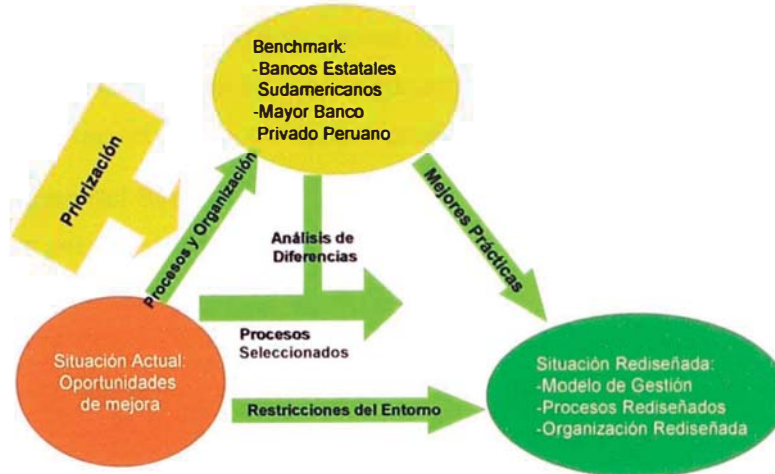 Benchmark:
-Bancos Estatales
Sudamericanos
-Mayor Banco
Privado Peruano
Priorización
Procesos y Organización
Mejores Prácticas
Análisis de
Diferencias
Procesos
Seleccionados
Situación Actual:
Oportunidades
de mejora
Restricciones del Entorno
Situación Rediseñada:
-Modelo de Gestión
-Procesos Rediseñados
-Organización Rediseñada